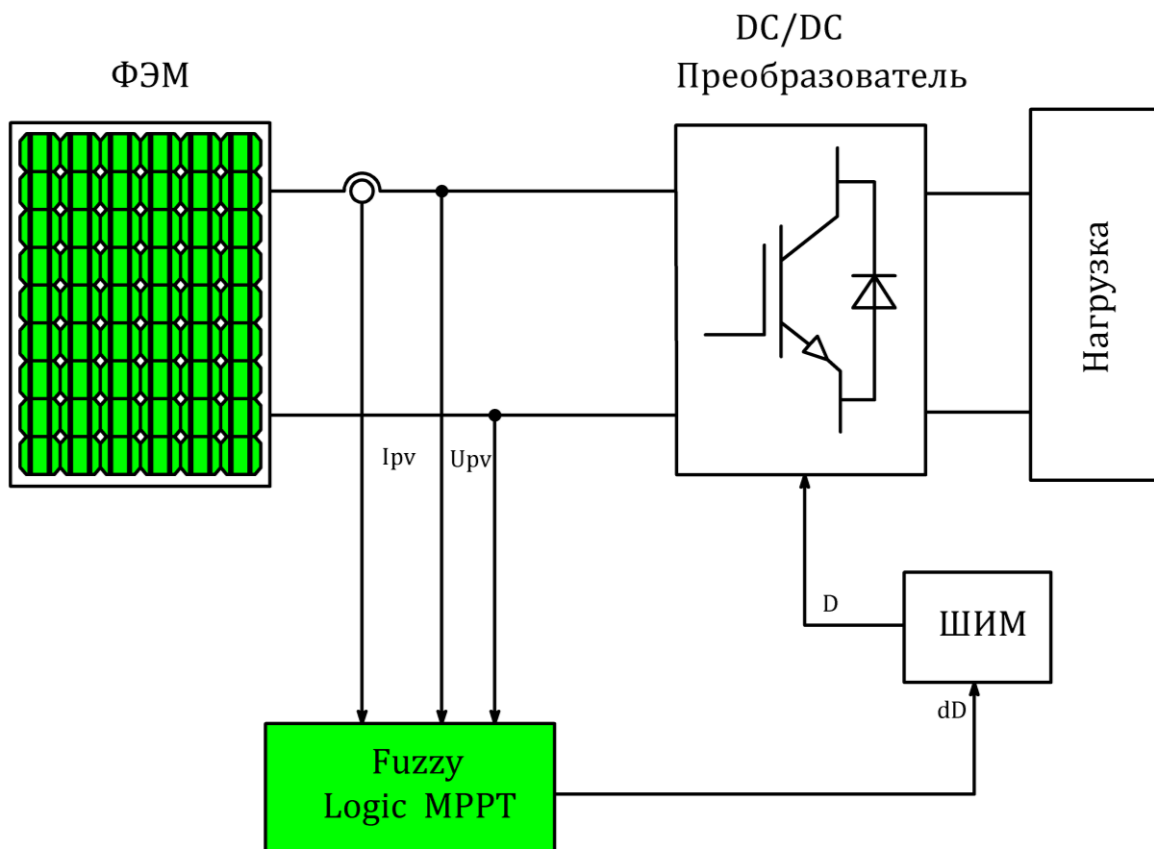 DC/DC
Преобразователь
ФЭМ
Нагрузка
Ipv
Upv
D
ШИМ
dD
Fuzzy
Logic MPPT